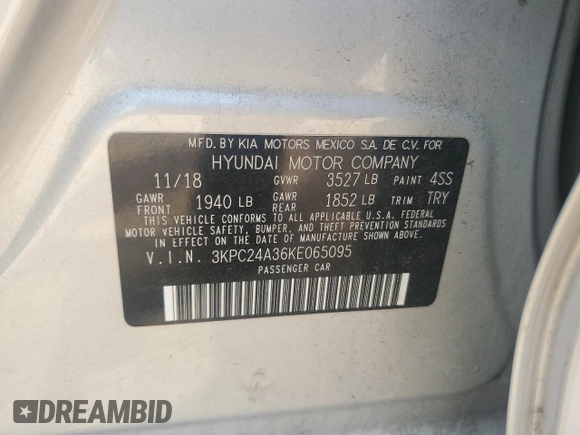 MFD. BY KIA MOTORS MEXICO S.A. DE C.V. FOR
HYUNDAI MOTOR COMPANY
11/18 GVWR 3527 LB PAINT 4SS
GAWR FRONT 1940 LB GAWR REAR 1852 LB TRIM TRY
THIS VEHICLE CONFORMS TO ALL APPLICABLE U.S.A. FEDERAL
MOTOR VEHICLE SAFETY, BUMPER, AND THEFT PREVENTION STANDARDS
IN EFFECT ON THE DATE OF MANUFACTURE SHOWN ABOVE.
V.I.N. 3KPC24A36KE065095
PASSENGER CAR
DREAMBID